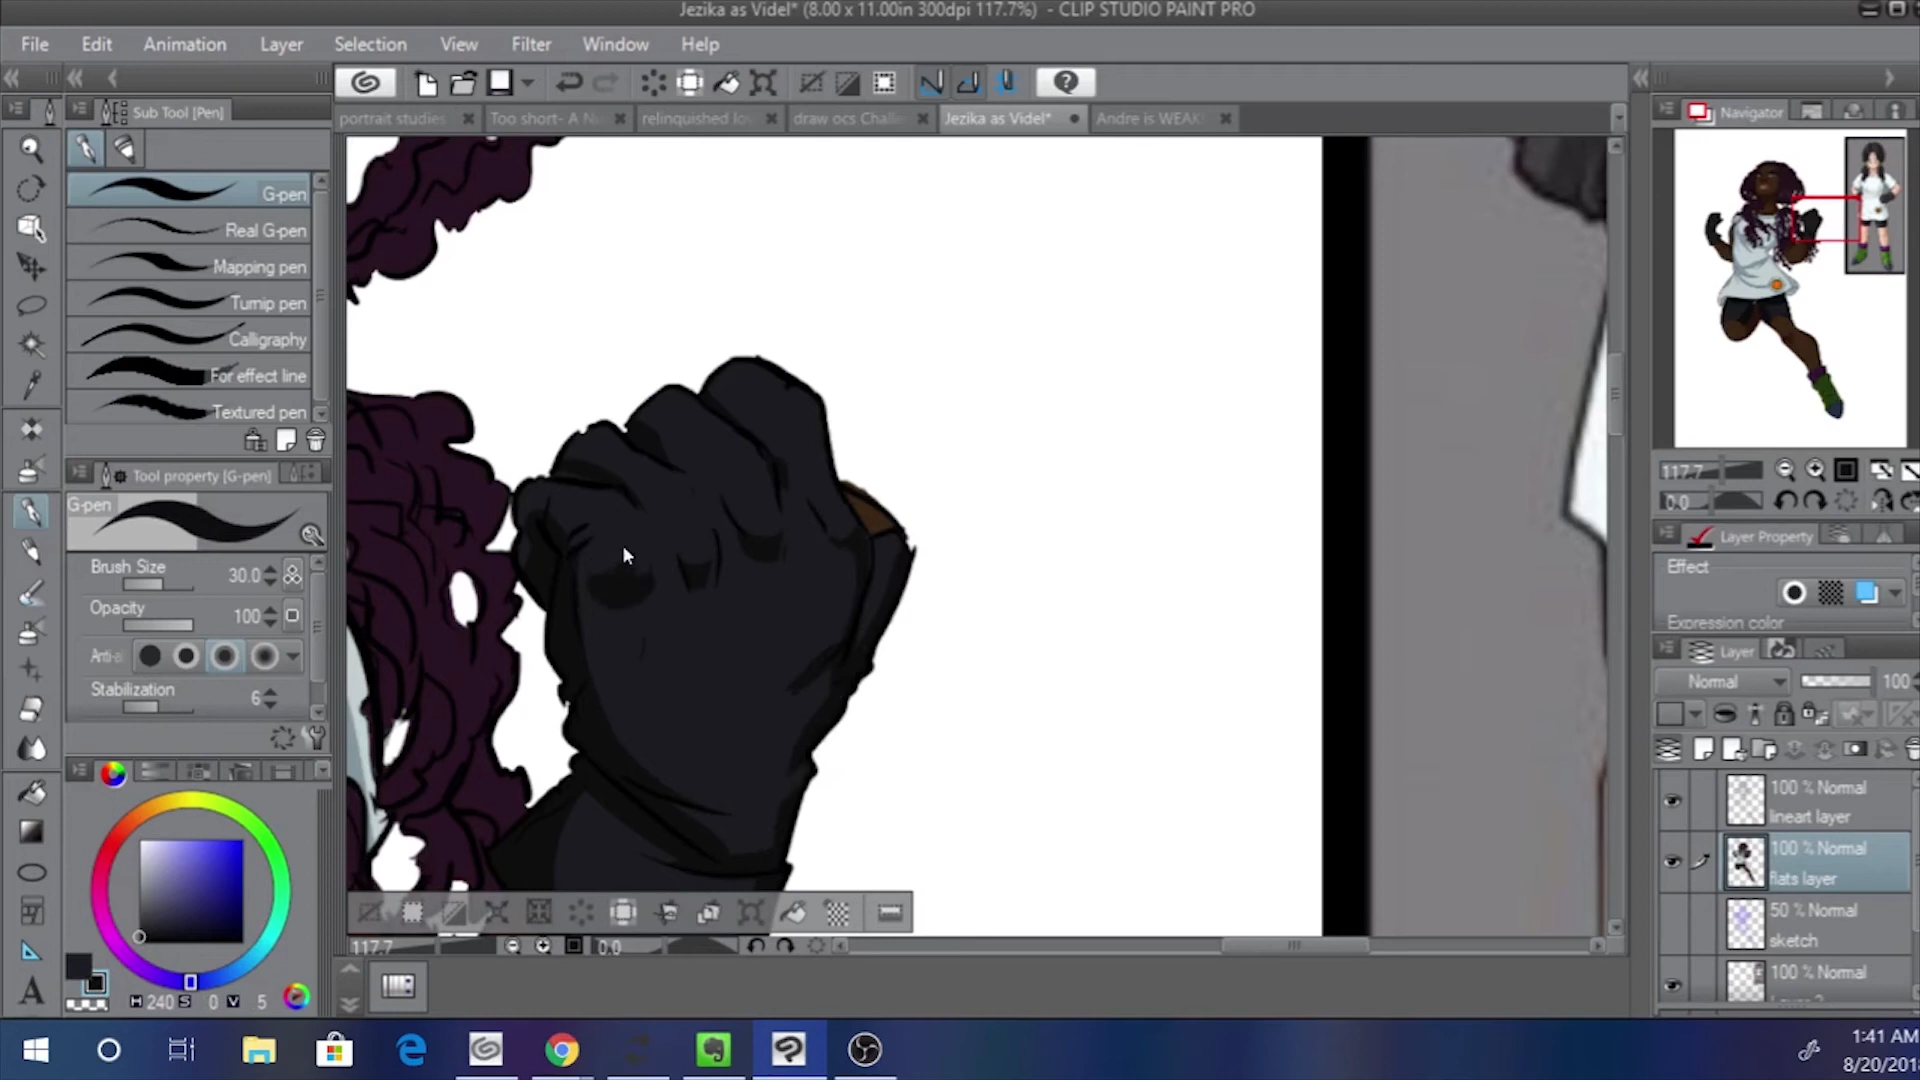 Jezika as Videl* (8.00 x 11.00in 300dpi 117.7%) - CLIP STUDIO PAINT PRO
File Edit Animation Layer Selection View Filter Window Help
Sub Tool [Pen]
portrait studies
Too short- A N
relinquished lov
draw ocs Challe
Jezika as Videl*
Andre is WEAK
Navigator
G-pen
Real G-pen
Mapping pen
Turnip pen
Calligraphy
For effect line
Textured pen
Tool property [G-pen]
G-pen
Brush Size 30.0
Opacity 100
Anti-a
Stabilization 6
H 240 S 0 V 5
117.7
0.0
117.7
0.0
Layer Property
Effect
Expression color
Layer
Normal 100
100 % Normal
lineart layer
100 % Normal
flats layer
50 % Normal
sketch
100 % Normal
A
1:41 AM
8/20/201